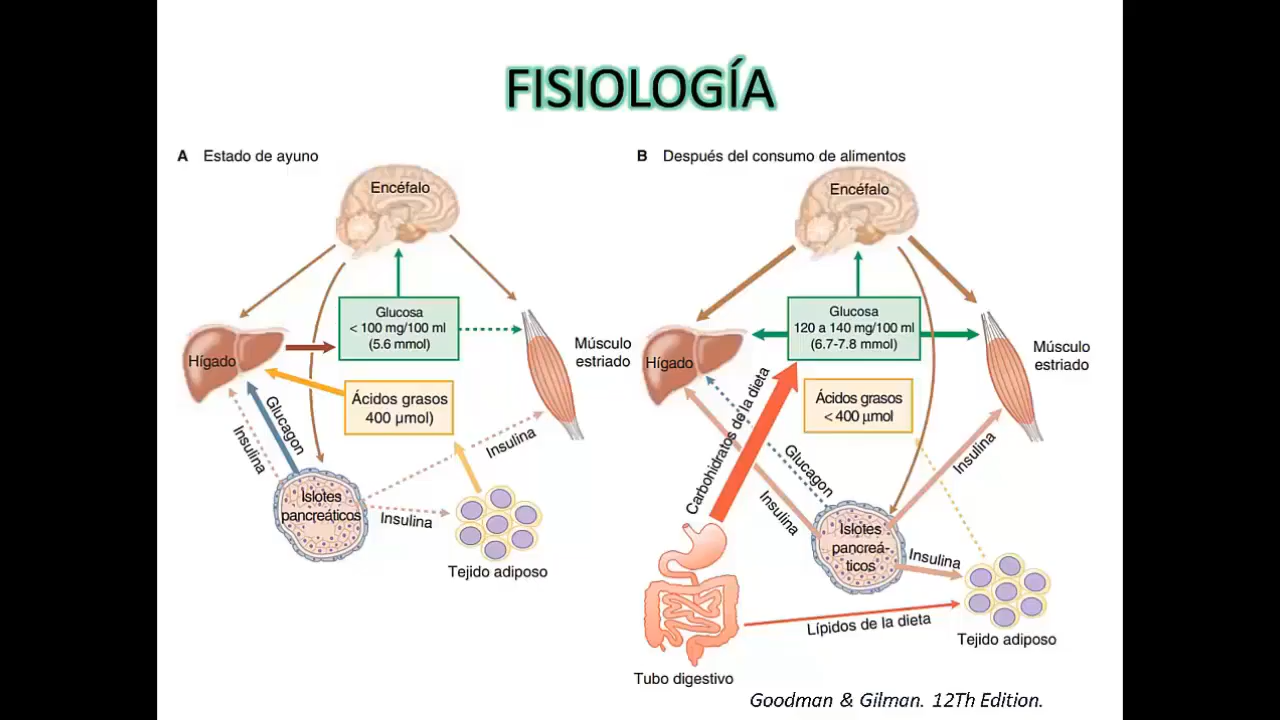 FISIOLOGÍA
A Estado de ayuno
Encéfalo
Glucosa
< 100 mg/100 ml
(5.6 mmol)
Hígado
Músculo
estriado
Ácidos grasos
400 μmol)
Glucagon
Insulina
Insulina
Islotes
pancreáticos
Insulina
Tejido adiposo
B Después del consumo de alimentos
Encéfalo
Glucosa
120 a 140 mg/100 ml
(6.7-7.8 mmol)
Hígado
Músculo
estriado
Ácidos grasos
< 400 μmol
Carbohidratos de la dieta
Glucagon
Insulina
Insulina
Islotes
pancreá-
ticos
Insulina
Lípidos de la dieta
Tejido adiposo
Tubo digestivo
Goodman & Gilman. 12Th Edition.